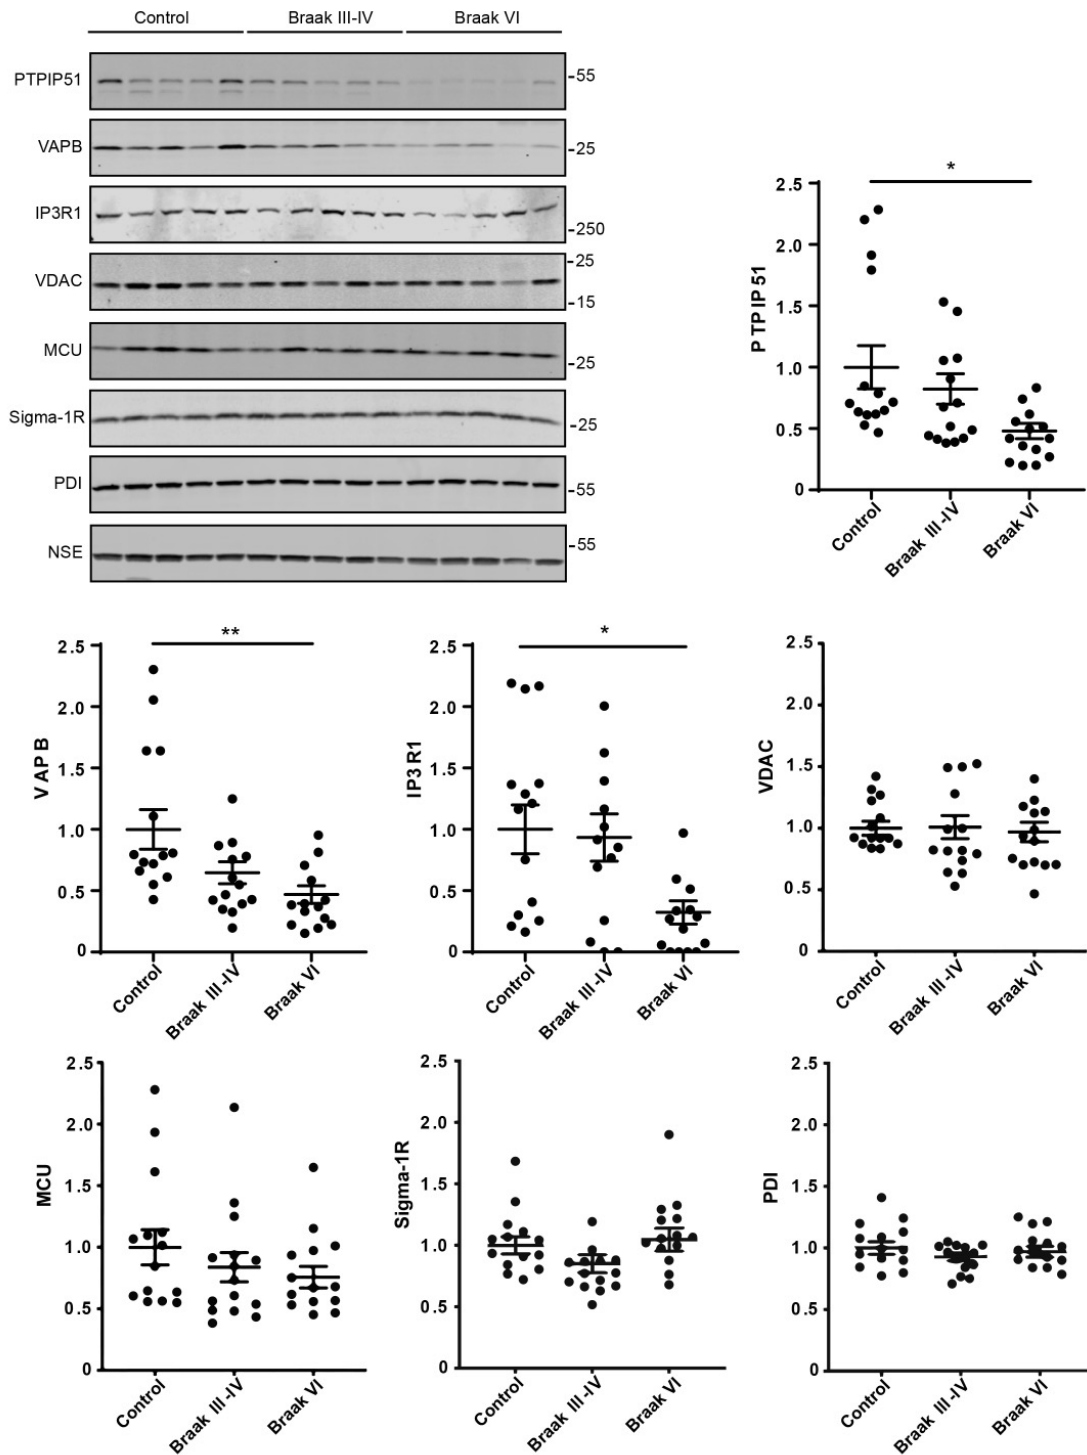 Control Braak III-IV Braak VI
PTPIP51 -55
VAPB -25
IP3R1 -250
VDAC -25
-15
MCU -25
Sigma-1R -25
PDI -55
NSE -55
*
PTPIP51
2.5
2.0
1.5
1.0
0.5
0
Control Braak III-IV Braak VI
**
VAPB
2.5
2.0
1.5
1.0
0.5
0
Control Braak III-IV Braak VI
*
IP3R1
2.5
2.0
1.5
1.0
0.5
0
Control Braak III-IV Braak VI
VDAC
2.5
2.0
1.5
1.0
0.5
0
Control Braak III-IV Braak VI
MCU
2.5
2.0
1.5
1.0
0.5
0
Control Braak III-IV Braak VI
Sigma-1R
2.5
2.0
1.5
1.0
0.5
0
Control Braak III-IV Braak VI
PDI
2.5
2.0
1.5
1.0
0.5
0
Control Braak III-IV Braak VI